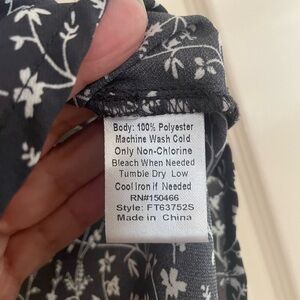 Body: 100% Polyester
Machine Wash Cold
Only Non-Chlorine
Bleach When Needed
Tumble Dry Low
Cool Iron if Needed
RN#150466
Style: FT63752S
Made in China